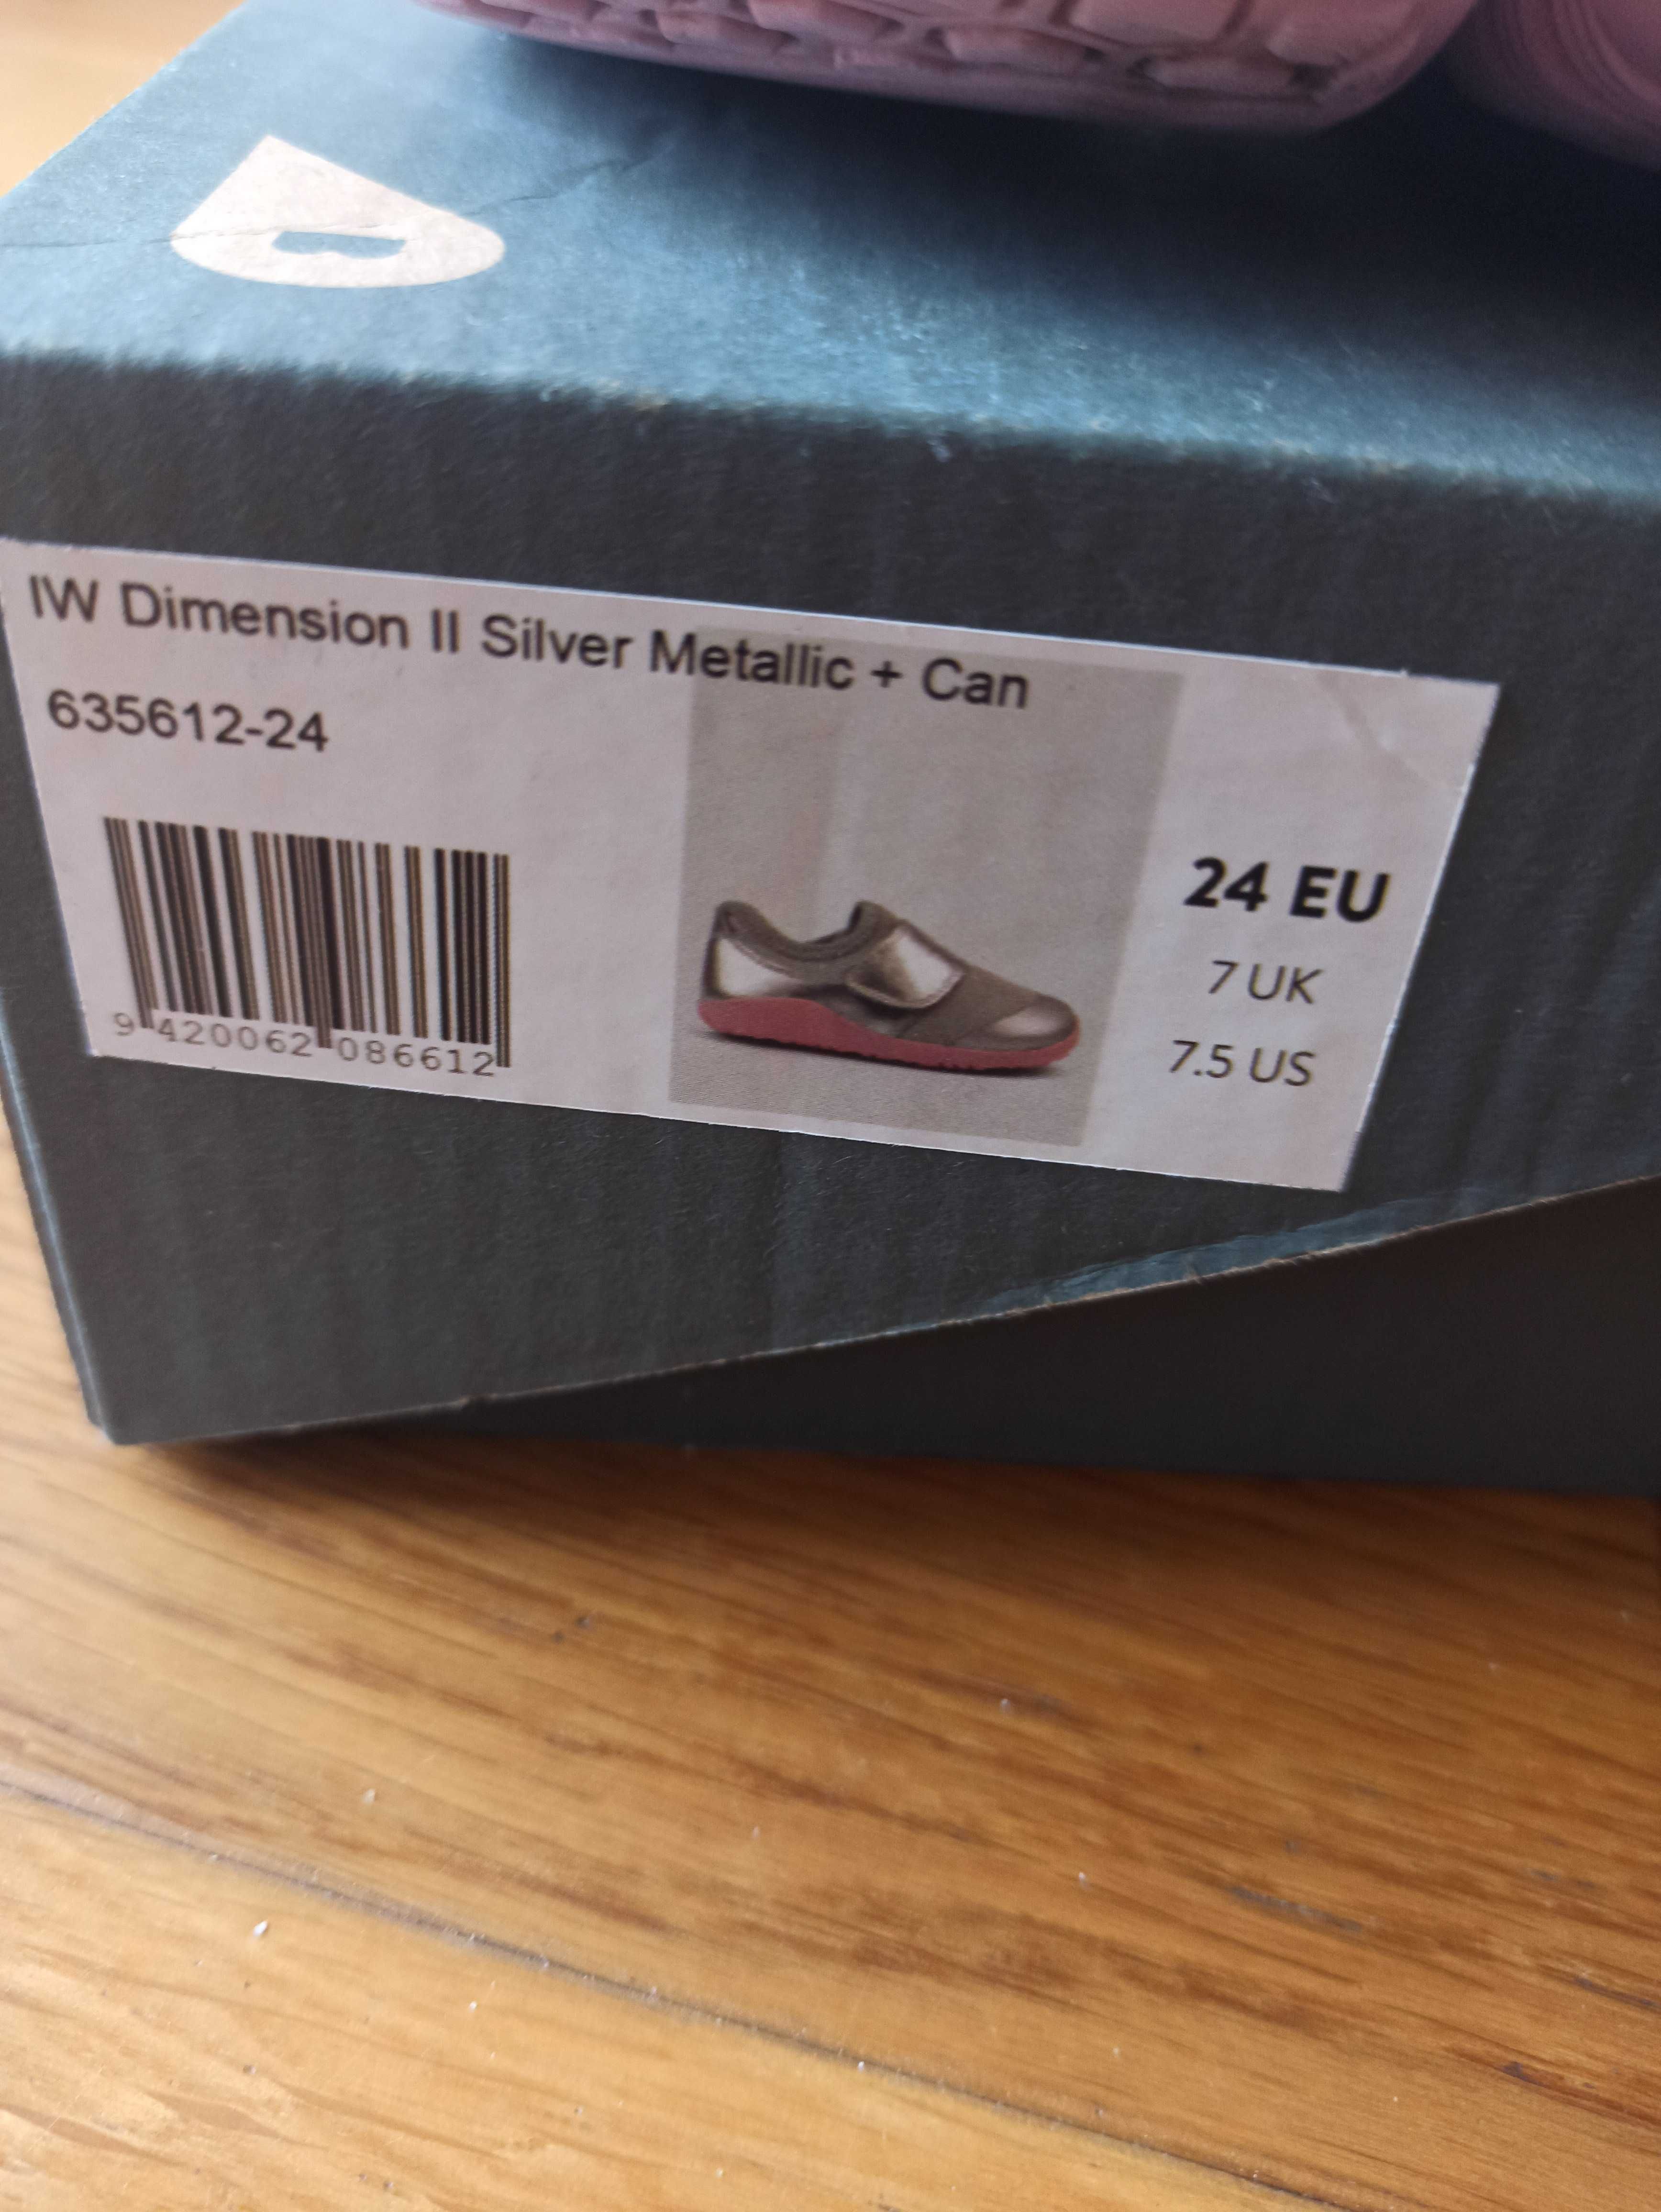 IW Dimension II Silver Metallic + Can
635612-24
24 EU
7 UK
7.5 US
9 420062 086612